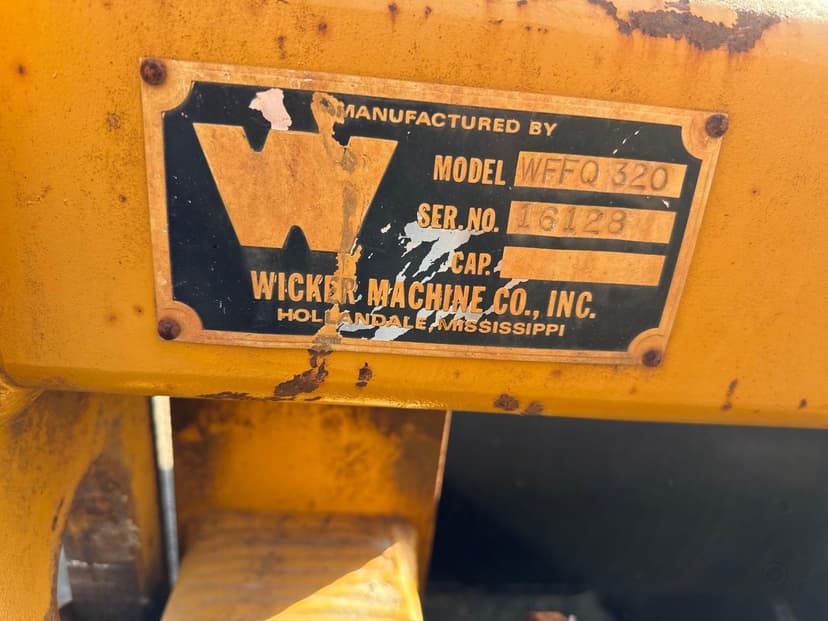 W
MANUFACTURED BY
MODEL WFFQ 320
SER. NO. 16128
CAP.
WICKER MACHINE CO., INC.
HOLLANDALE, MISSISSIPPI